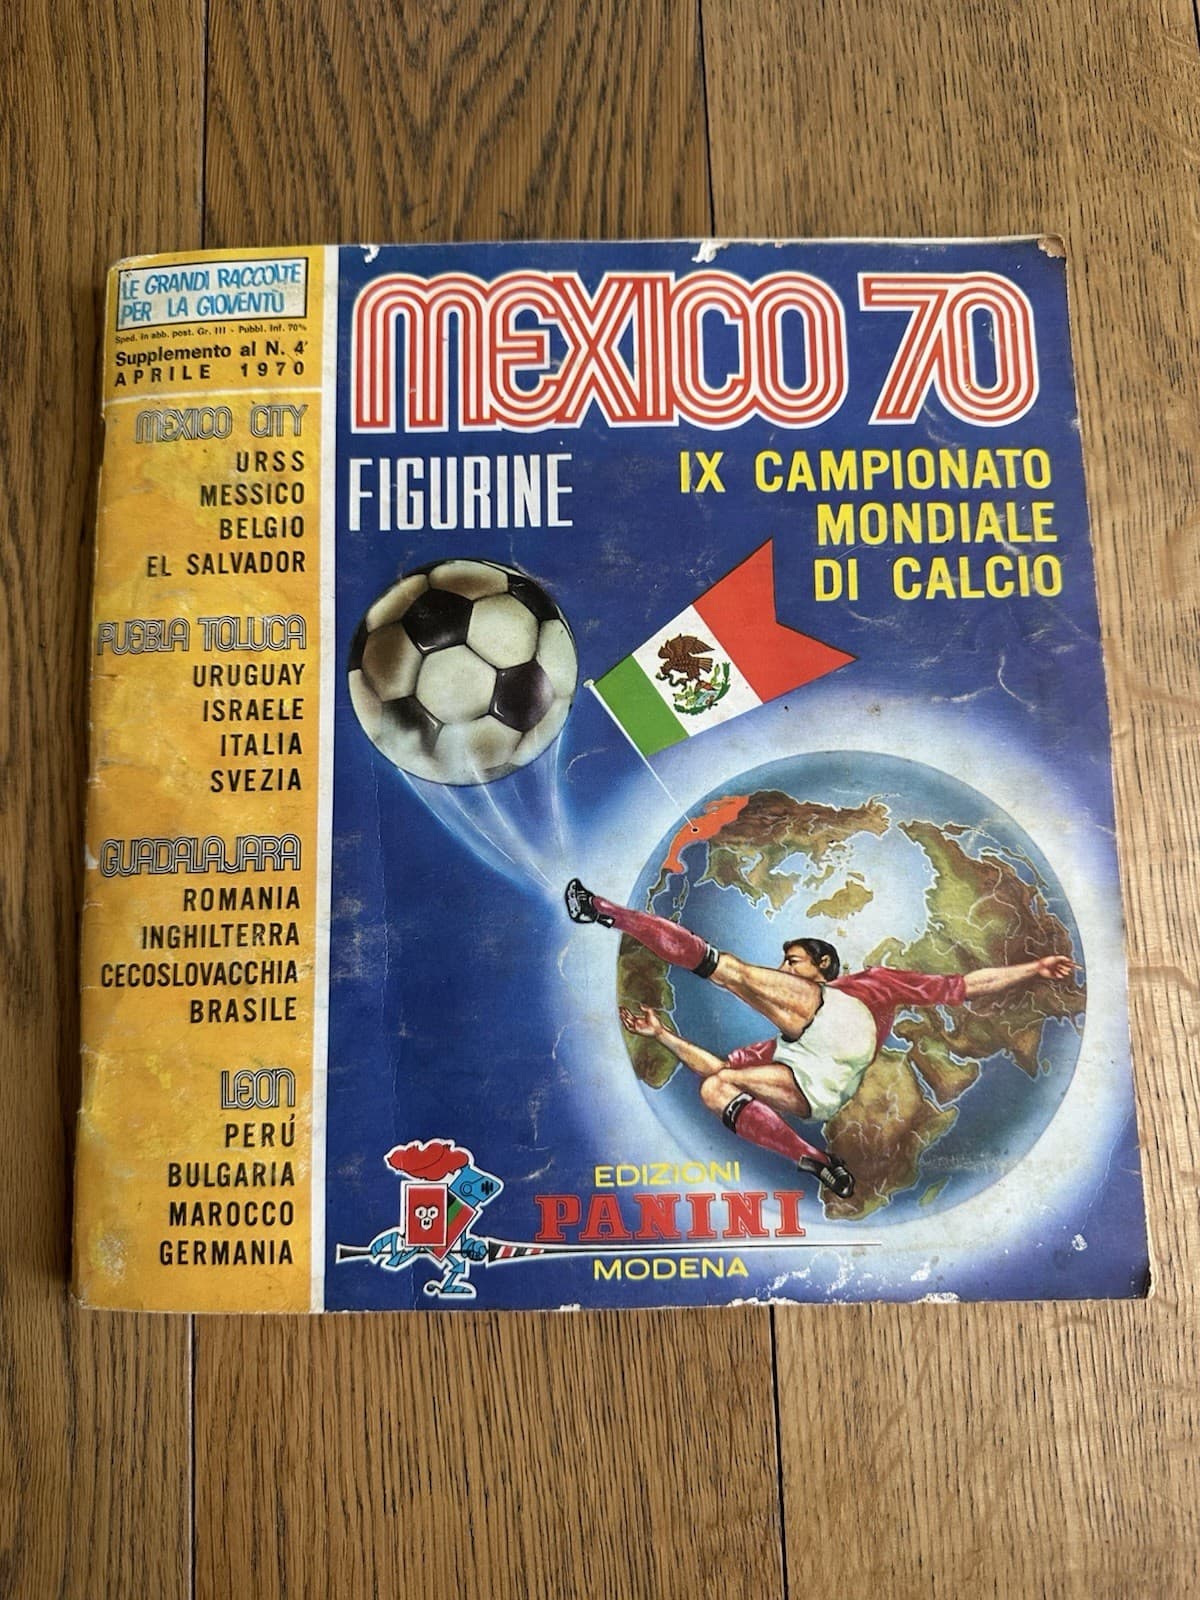 LE GRANDI RACCOLTE
PER LA GIOVENTÙ
Sped. in abb. post. Gr. III - Pubbl. inf. 70%
Supplemento al N. 4
APRILE 1970
MEXICO CITY
URSS
MESSICO
BELGIO
EL SALVADOR
PUEBLA TOLUCA
URUGUAY
ISRAELE
ITALIA
SVEZIA
GUADALAJARA
ROMANIA
INGHILTERRA
CECOSLOVACCHIA
BRASILE
LEON
PERÚ
BULGARIA
MAROCCO
GERMANIA
MEXICO 70
FIGURINE
IX CAMPIONATO
MONDIALE
DI CALCIO
EDIZIONI
PANINI
MODENA